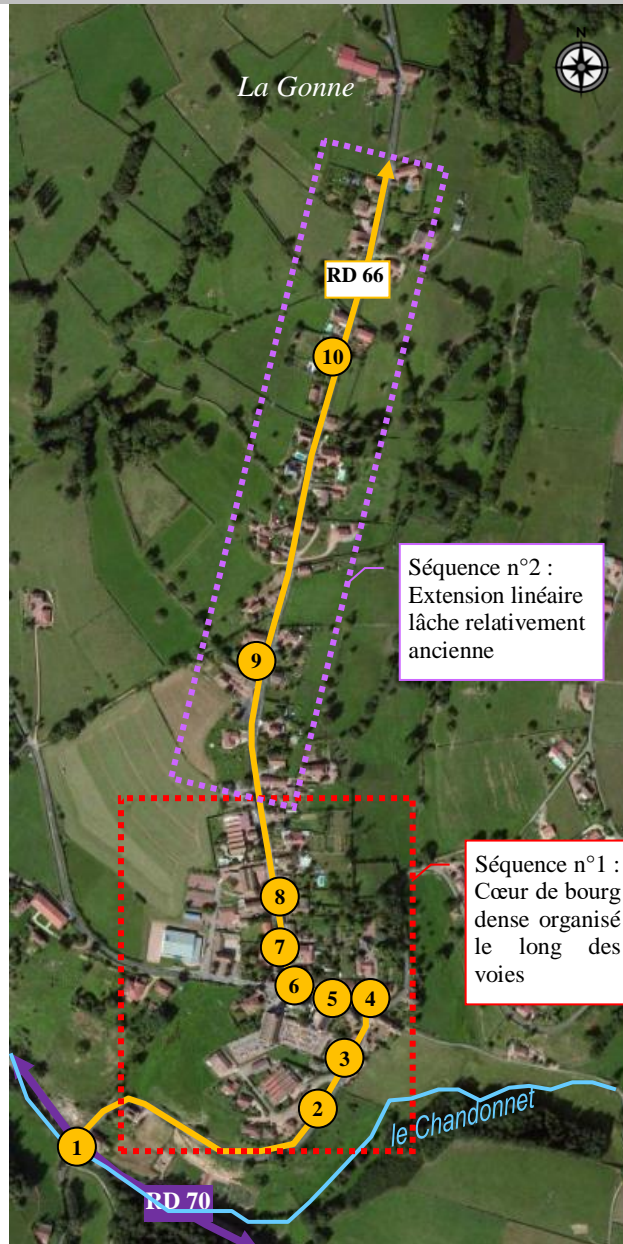 N
La Gonne
RD 66
10
Séquence n°2 :
Extension linéaire
lâche relativement
ancienne
9
Séquence n°1 :
Cœur de bourg
dense organisé
le long des
voies
8
7
6
5
4
3
2
le Chandonnet
1
RD 70